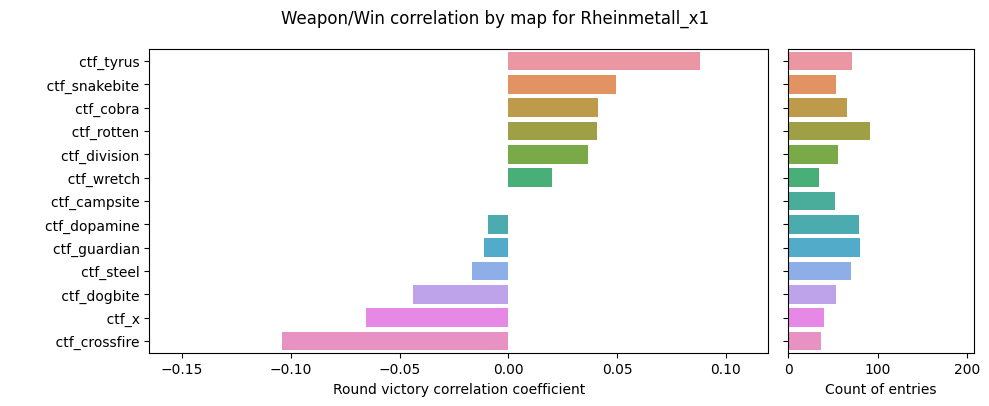 Weapon/Win correlation by map for Rheinmetall_x1
ctf_tyrus
ctf_snakebite
ctf_cobra
ctf_rotten
ctf_division
ctf_wretch
ctf_campsite
ctf_dopamine
ctf_guardian
ctf_steel
ctf_dogbite
ctf_x
ctf_crossfire
−0.15 −0.10 −0.05 0.00 0.05 0.10
Round victory correlation coefficient
0 100 200
Count of entries